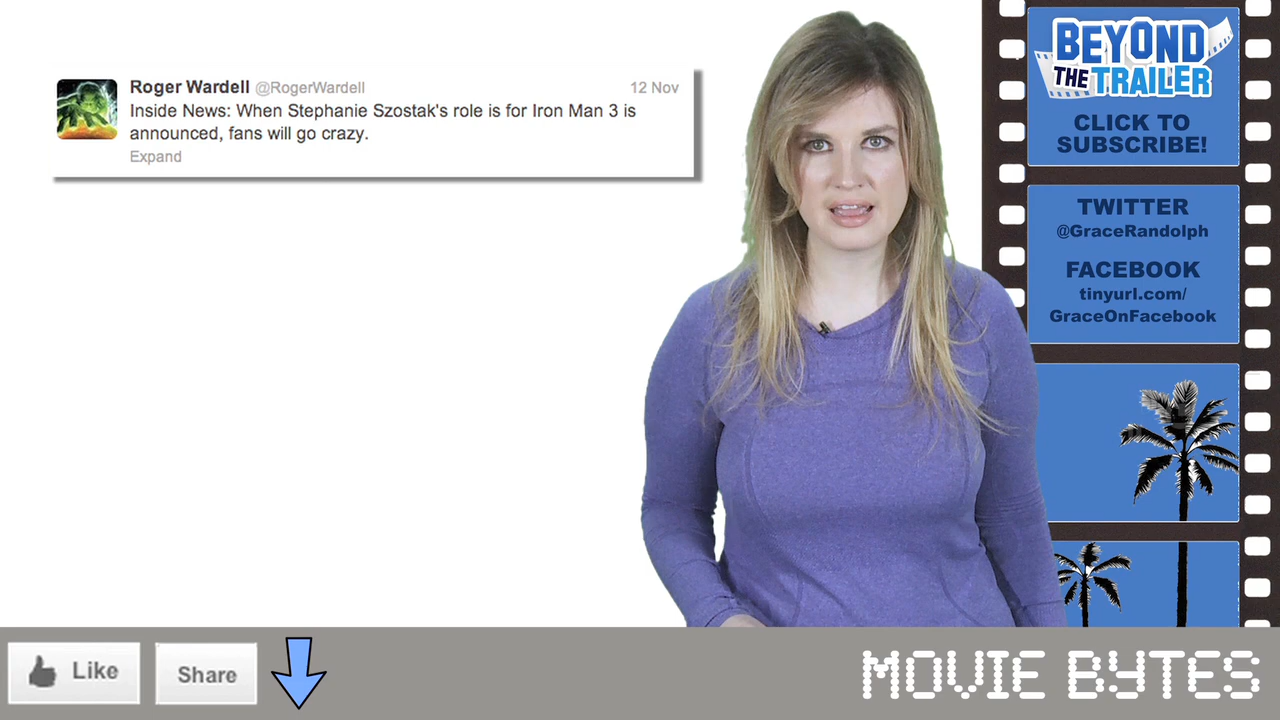 Roger Wardell @RogerWardell 12 Nov
Inside News: When Stephanie Szostak's role is for Iron Man 3 is
announced, fans will go crazy.
Expand
BEYOND
THE TRAILER
CLICK TO
SUBSCRIBE!
TWITTER
@GraceRandolph
FACEBOOK
tinyurl.com/
GraceOnFacebook
Like
Share
MOVIE BYTES